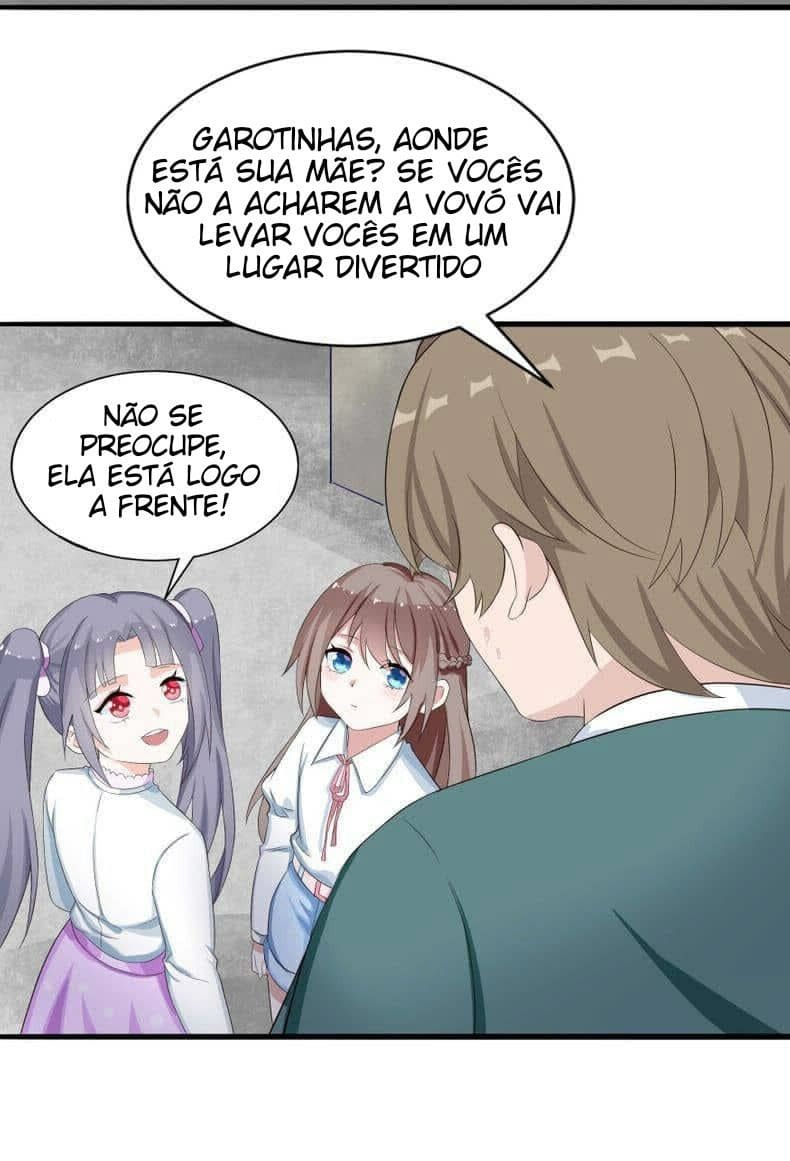 GAROTINHAS, AONDE
ESTÁ SUA MÃE? SE VOCÊS
NÃO A ACHAREM A VOVÓ VAI
LEVAR VOCÊS EM UM
LUGAR DIVERTIDO
NÃO SE
PREOCUPE,
ELA ESTÁ LOGO
A FRENTE!